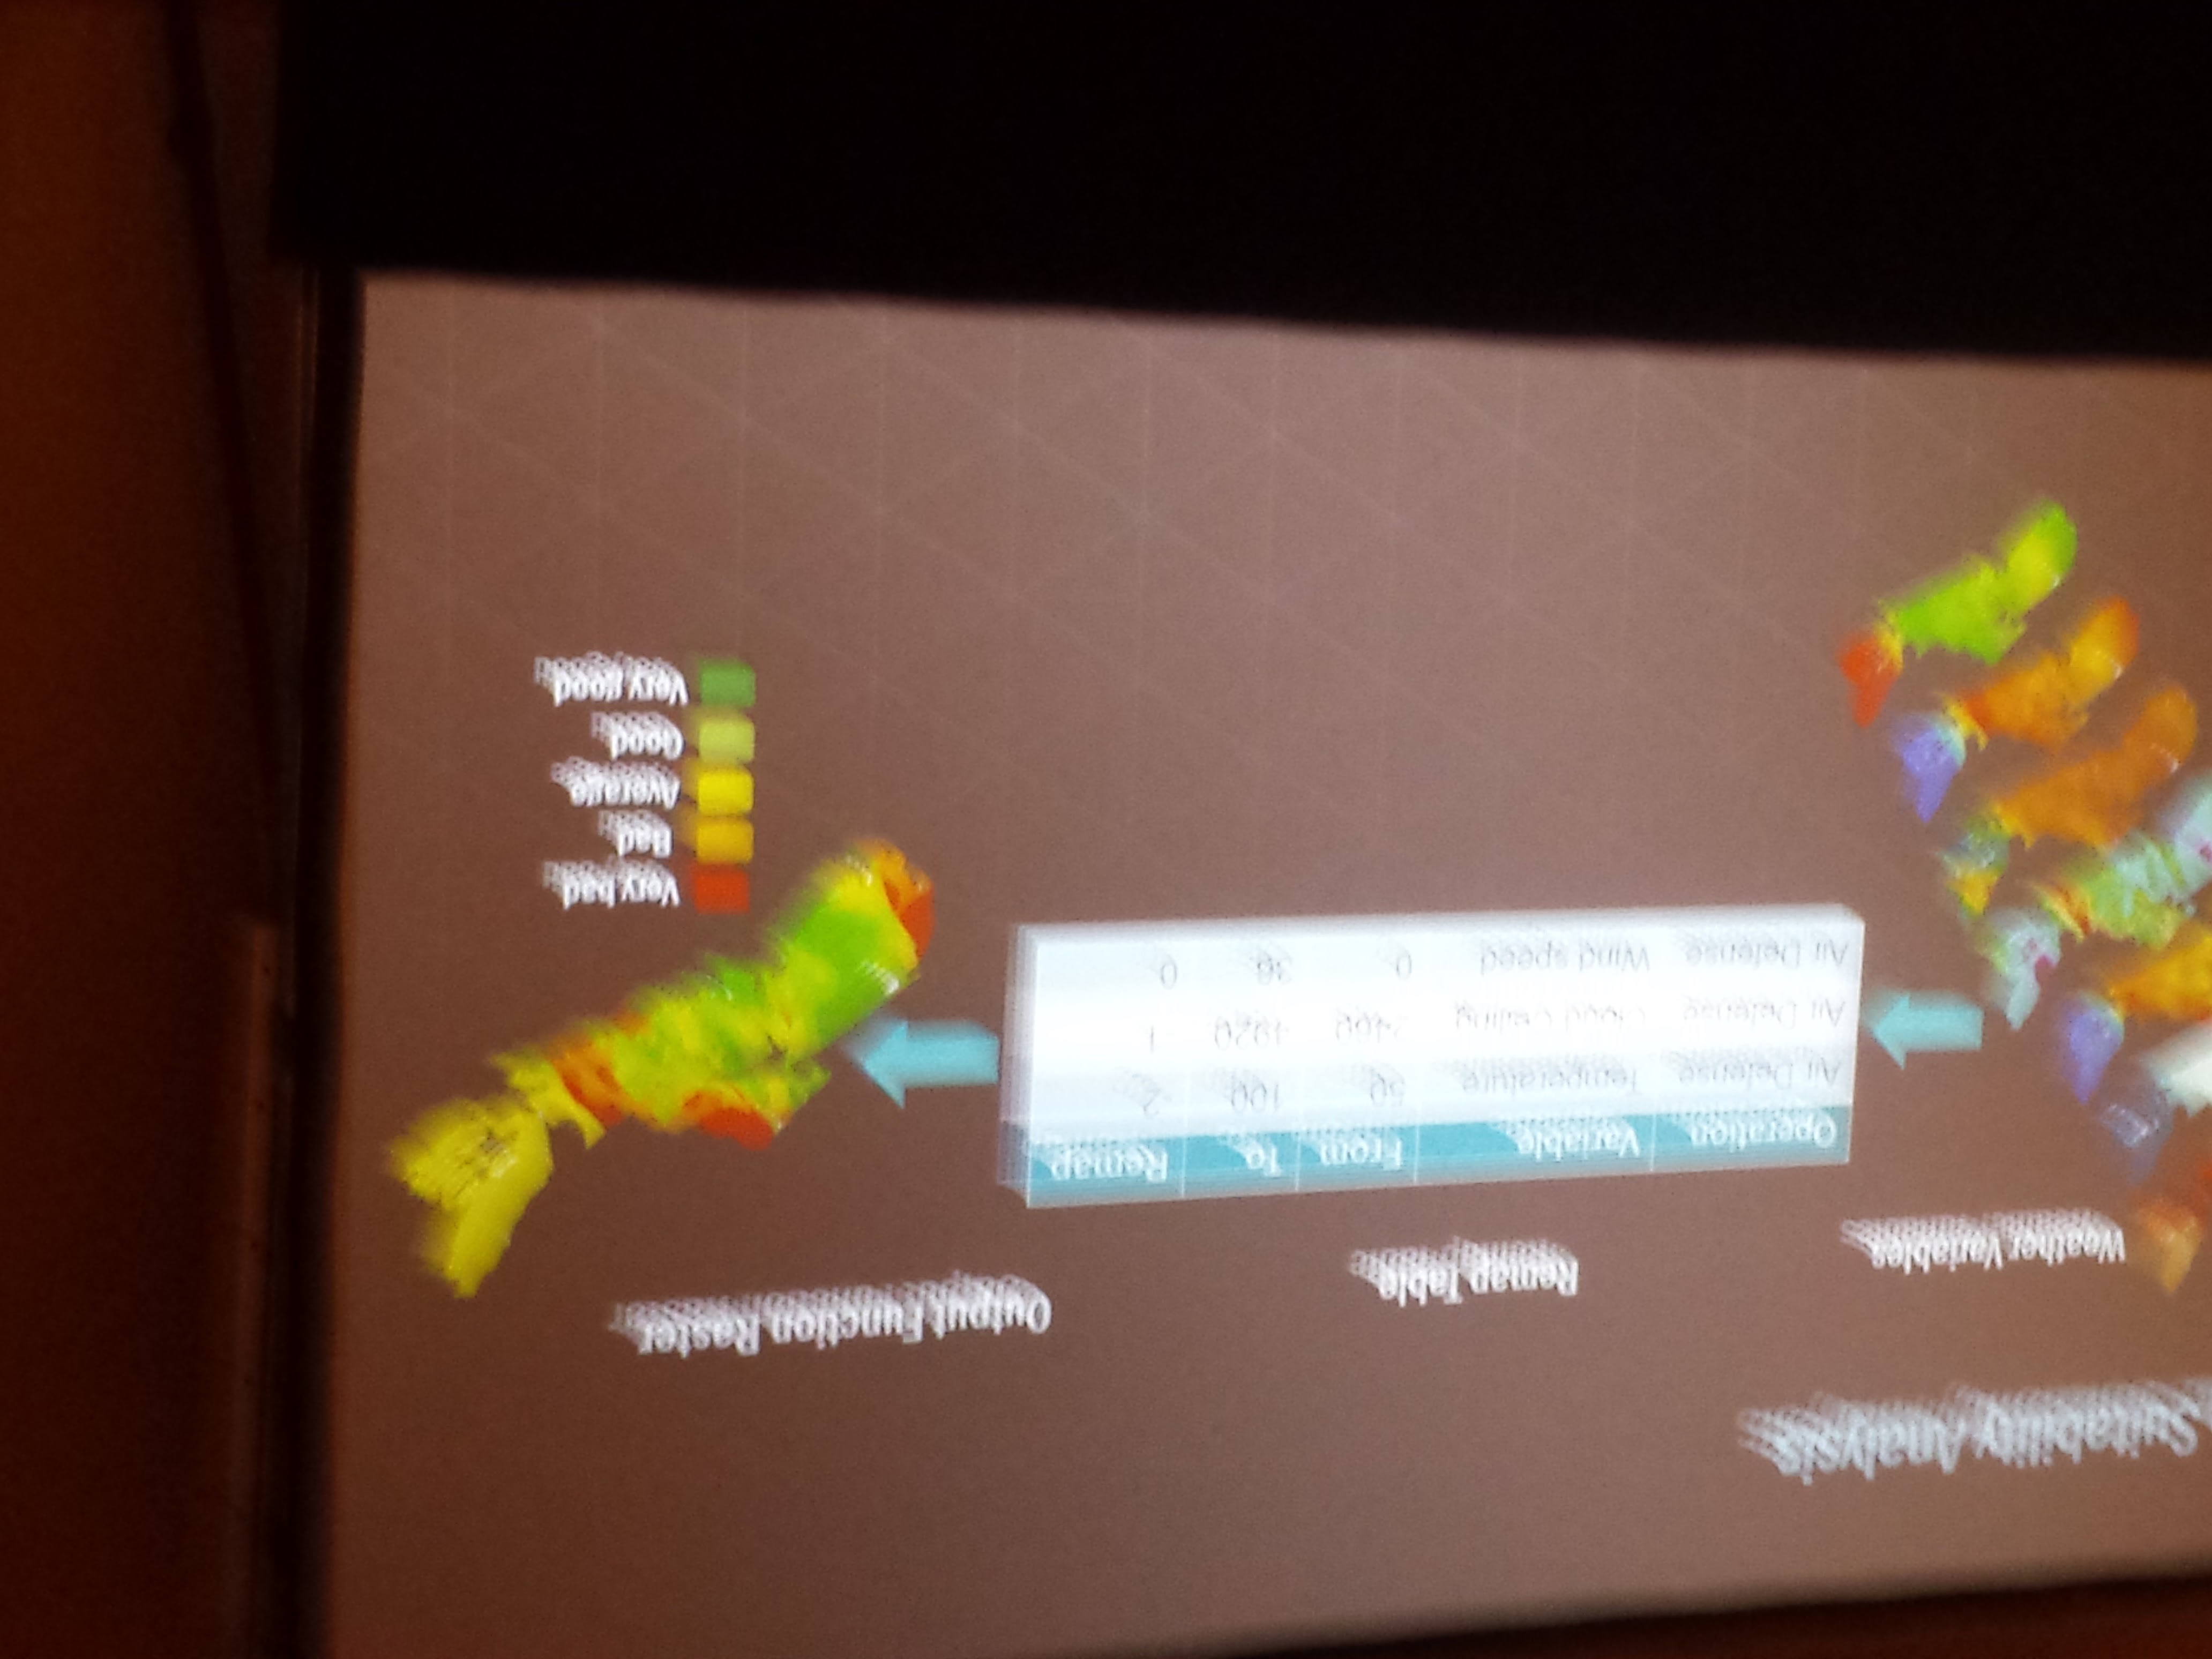 Suitability Analysis
Weather Variables
Remap Table
Output Function Raster
Operation Variable From To Remap
Air Defense Temperature 50 100 2
Air Defense Cloud Ceiling 2460 4920 1
Air Defense Wind speed 0 36 0
Very bad
Bad
Average
Good
Very good